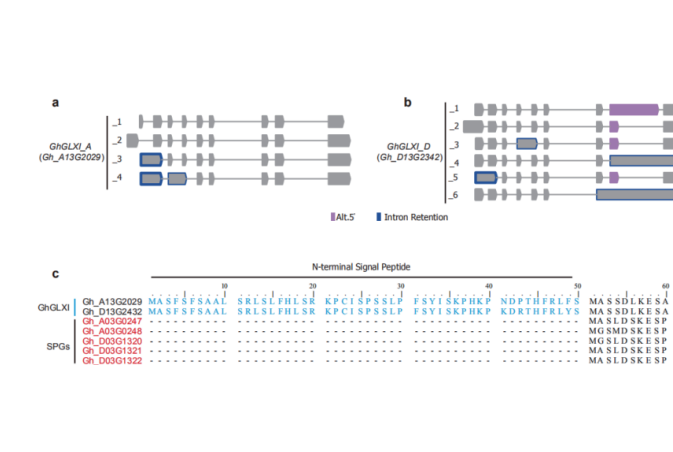 a
b
GhGLXI_A
(Gh_A13G2029)
_1
_2
_3
_4
GhGLXI_D
(Gh_D13G2342)
_1
_2
_3
_4
_5
_6
Alt.5' Intron Retention
c
N-terminal Signal Peptide
10 20 30 40 50 60
GhGLXI
Gh_A13G2029 MASFSFSAAL SRLSLFHLSR KPCISPSSLP FSYISKPHKP NDPTHFRLFS MASSDLKESA
Gh_D13G2432 MASFSFSAAL SRLSLFHLSR KPCISPSSLP FSYISKPHKP KDRTHFRLYS MASSDLKESA
SPGs
Gh_A03G0247 ---------- ---------- ---------- ---------- ---------- MASLDSKESP
Gh_A03G0248 ---------- ---------- ---------- ---------- ---------- MGSMDSKESP
Gh_D03G1320 ---------- ---------- ---------- ---------- ---------- MGSLDSKESP
Gh_D03G1321 ---------- ---------- ---------- ---------- ---------- MASLDSKESP
Gh_D03G1322 ---------- ---------- ---------- ---------- ---------- MASLDSKESP